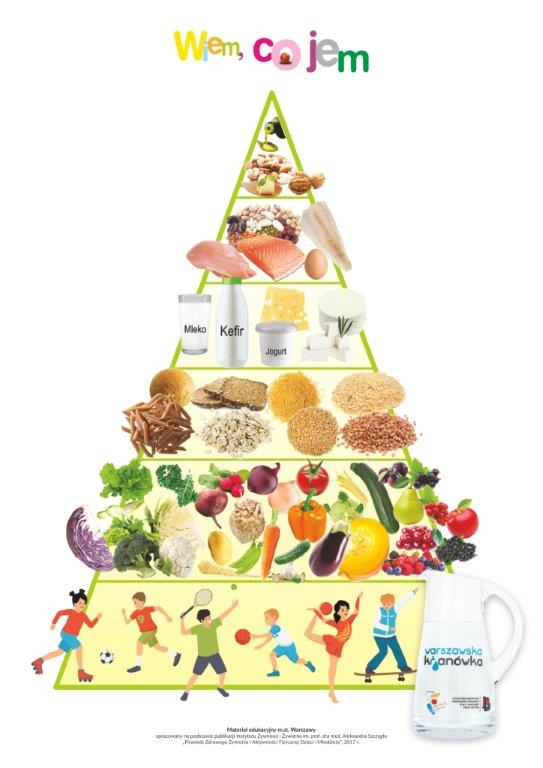 Wiem, co jem
Mleko
Kefir
Jogurt
warszawska
kranówka
Materiał edukacyjny m.st. Warszawy
opracowany na podstawie publikacji Instytutu Żywności i Żywienia im. prof. dra med. Aleksandra Szczygła
„Piramida Zdrowego Żywienia i Aktywności Fizycznej Dzieci i Młodzieży”, 2017 r.